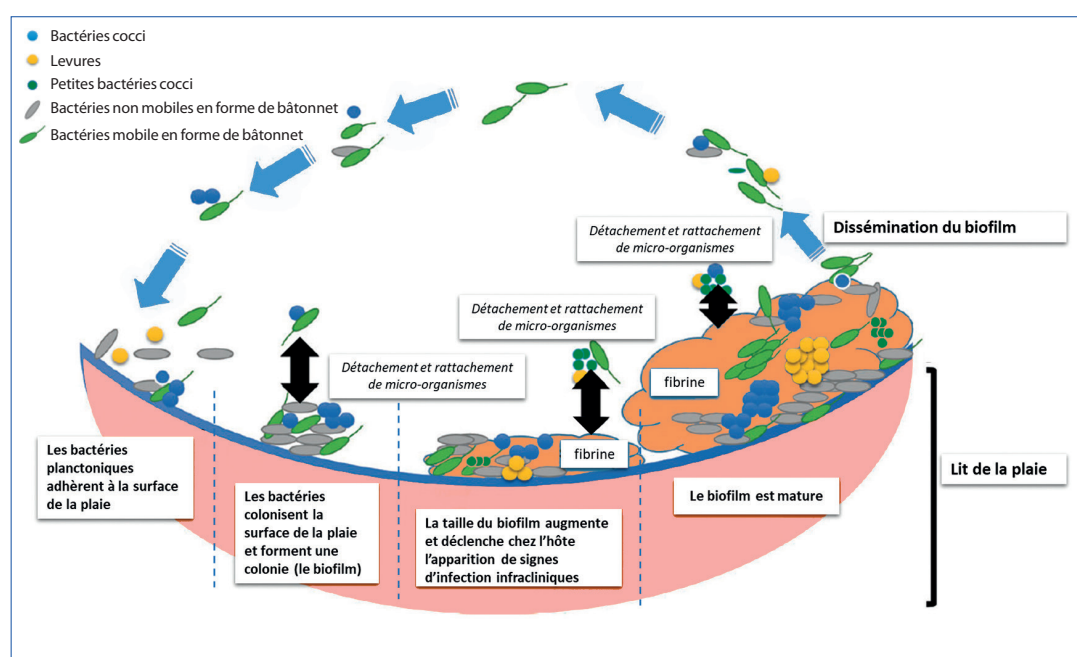 Bactéries cocci
Levures
Petites bactéries cocci
Bactéries non mobiles en forme de bâtonnet
Bactéries mobile en forme de bâtonnet
Dissémination du biofilm
Détachement et rattachement
de micro-organismes
Détachement et rattachement
de micro-organismes
Détachement et rattachement
de micro-organismes
fibrine
fibrine
Lit de la plaie
Les bactéries
planctoniques
adhèrent à la surface
de la plaie
Les bactéries
colonisent la
surface de la plaie
et forment une
colonie (le biofilm)
La taille du biofilm augmente
et déclenche chez l’hôte
l’apparition de signes
d’infection infracliniques
Le biofilm est mature